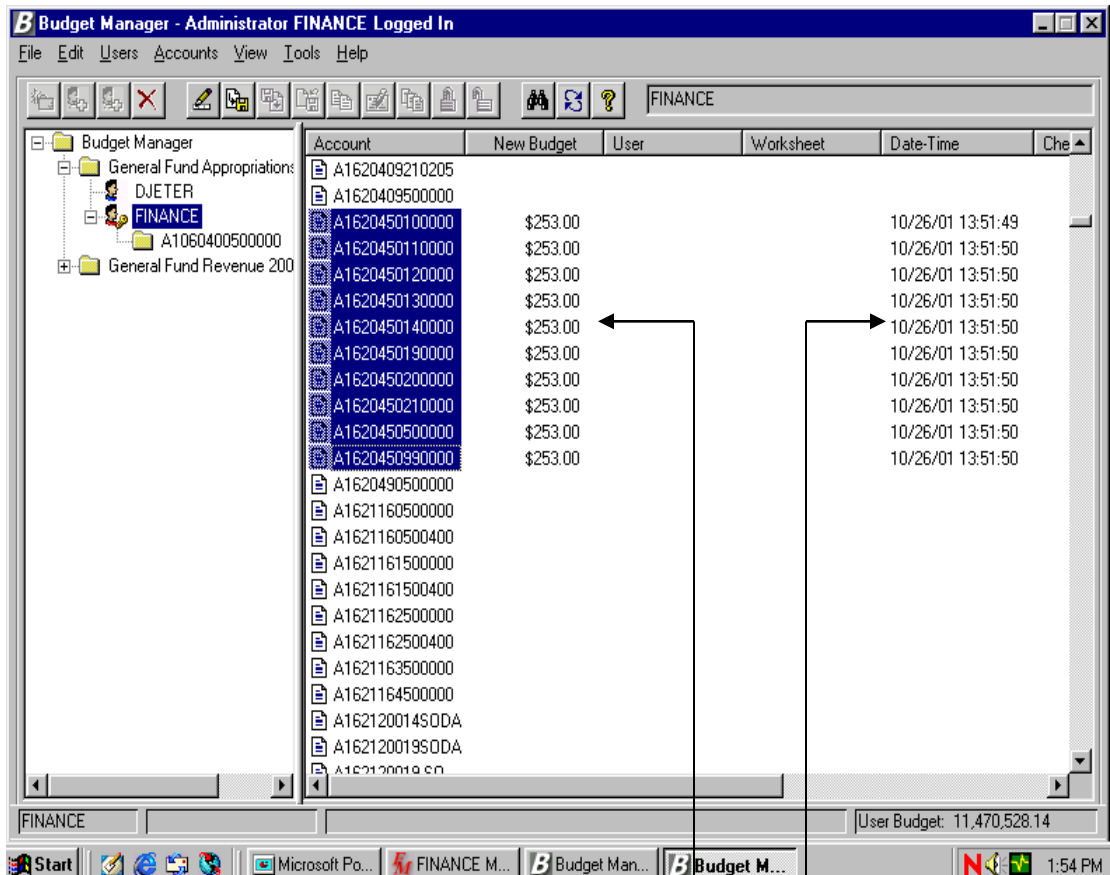 Budget Manager - Administrator FINANCE Logged In
File Edit Users Accounts View Tools Help
FINANCE
Budget Manager
General Fund Appropriations
DJETER
FINANCE
A1060400500000
General Fund Revenue 200
Account New Budget User Worksheet Date-Time Che
A1620409210205
A1620409500000
A1620450100000 $253.00 10/26/01 13:51:49
A1620450110000 $253.00 10/26/01 13:51:50
A1620450120000 $253.00 10/26/01 13:51:50
A1620450130000 $253.00 10/26/01 13:51:50
A1620450140000 $253.00 10/26/01 13:51:50
A1620450190000 $253.00 10/26/01 13:51:50
A1620450200000 $253.00 10/26/01 13:51:50
A1620450210000 $253.00 10/26/01 13:51:50
A1620450500000 $253.00 10/26/01 13:51:50
A1620450990000 $253.00 10/26/01 13:51:50
A1620490500000
A1621160500000
A1621160500400
A1621161500000
A1621161500400
A1621162500000
A1621162500400
A1621163500000
A1621164500000
A162120014SODA
A162120019SODA
FINANCE User Budget: 11,470,528.14
Start Microsoft Po... FINANCE M... Budget Man... Budget M... 1:54 PM